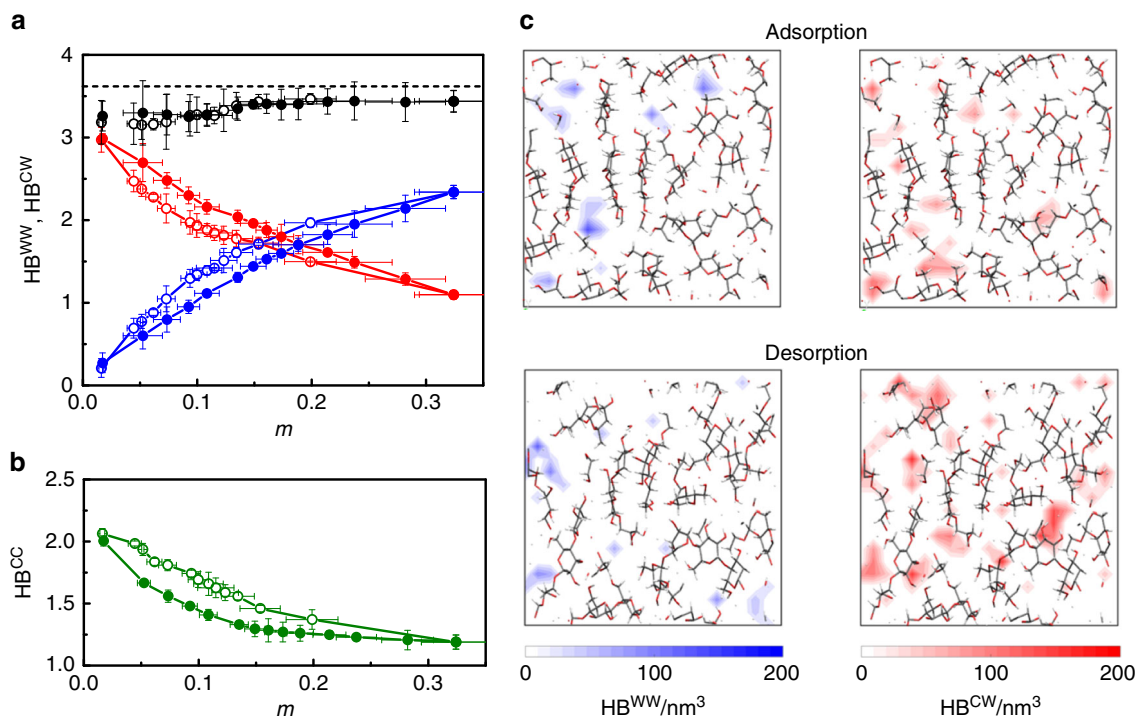 a
4
3
2
1
0
HB^WW, HB^CW
0.0 0.1 0.2 0.3
m
b
2.5
2.0
1.5
1.0
HB^CC
0.0 0.1 0.2 0.3
m
c
Adsorption
Desorption
0 100 200
HB^WW/nm^3
0 100 200
HB^CW/nm^3